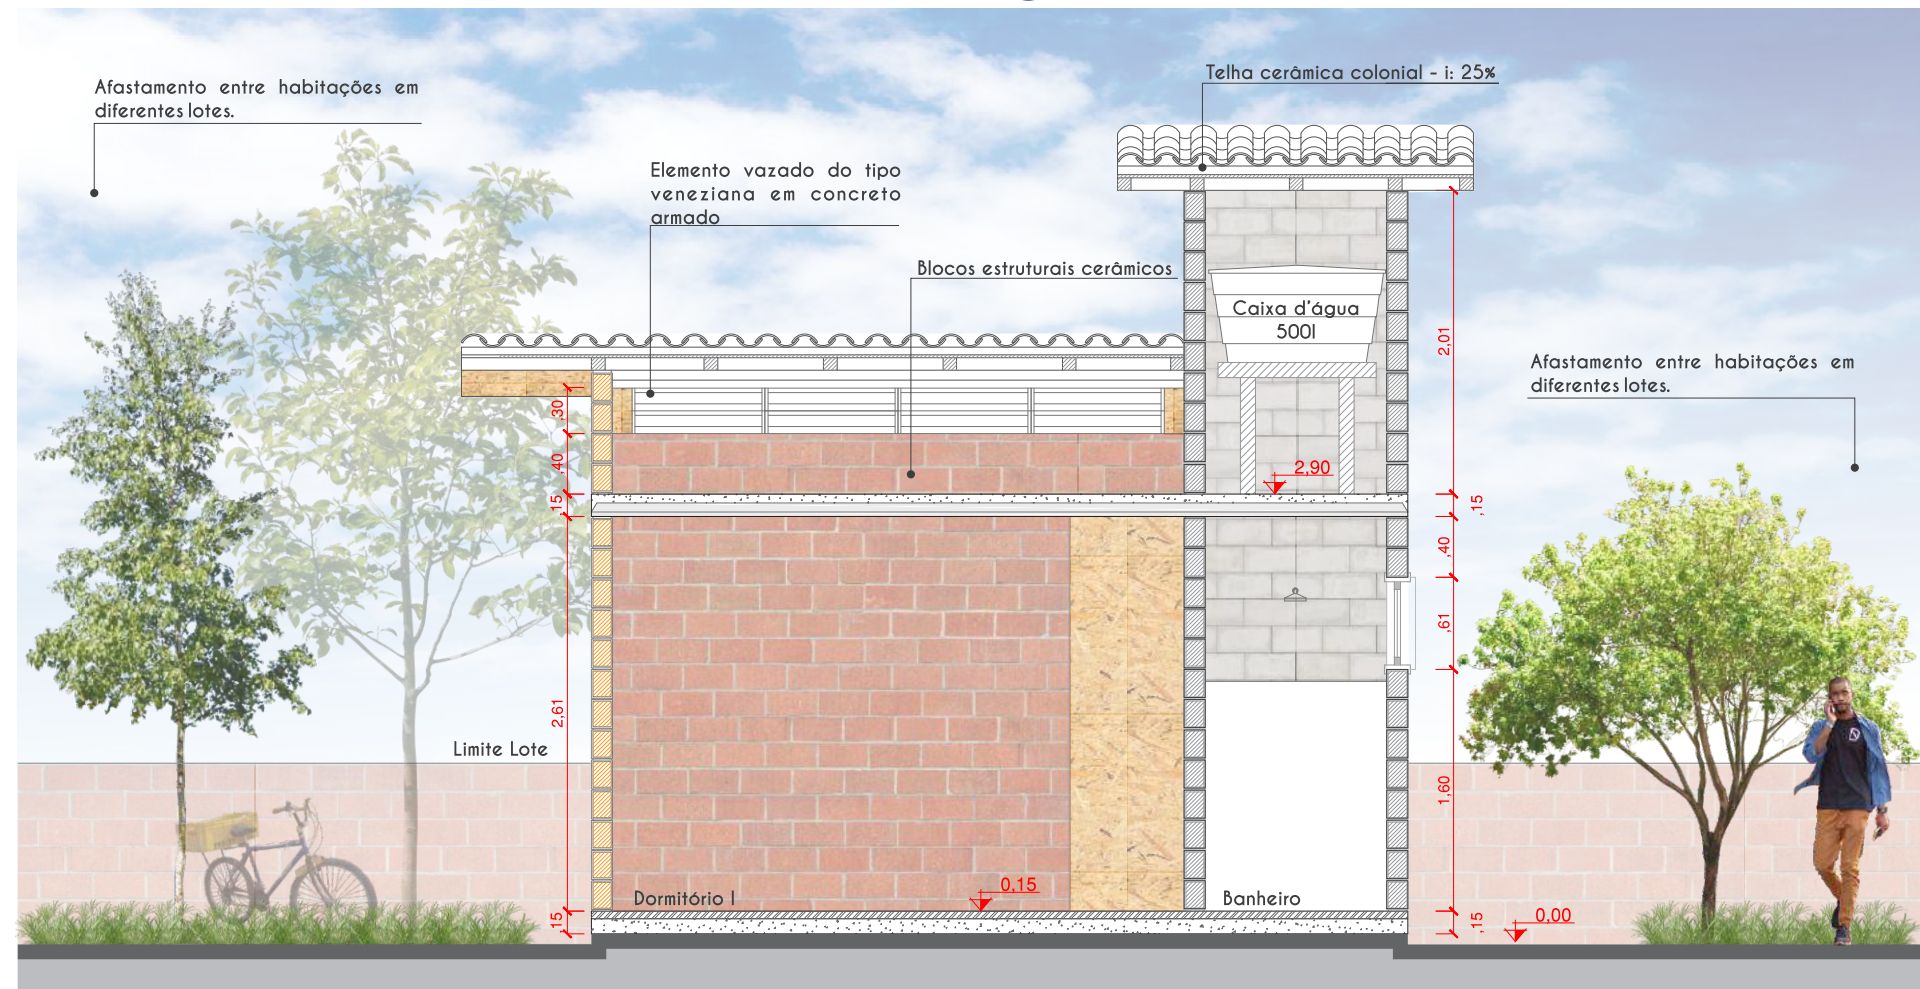 Afastamento entre habitações em
diferentes lotes.
Telha cerâmica colonial - i: 25%
Elemento vazado do tipo
veneziana em concreto
armado
Blocos estruturais cerâmicos
Caixa d'água
500l
Afastamento entre habitações em
diferentes lotes.
2,01
,30
,40
,15
2,90
,15
,40
,61
2,61
Limite Lote
1,60
Dormitório I
0,15
Banheiro
,15
,15
0,00